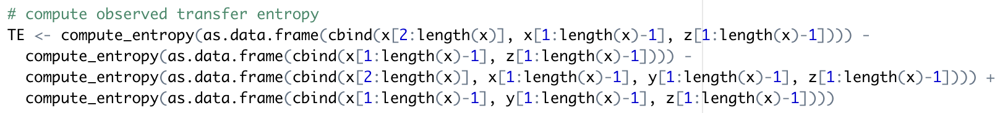 # compute observed transfer entropy
TE <- compute_entropy(as.data.frame(cbind(x[2:length(x)], x[1:length(x)-1], z[1:length(x)-1]))) -
  compute_entropy(as.data.frame(cbind(x[1:length(x)-1], z[1:length(x)-1]))) -
  compute_entropy(as.data.frame(cbind(x[2:length(x)], x[1:length(x)-1], y[1:length(x)-1], z[1:length(x)-1]))) +
  compute_entropy(as.data.frame(cbind(x[1:length(x)-1], y[1:length(x)-1], z[1:length(x)-1])))